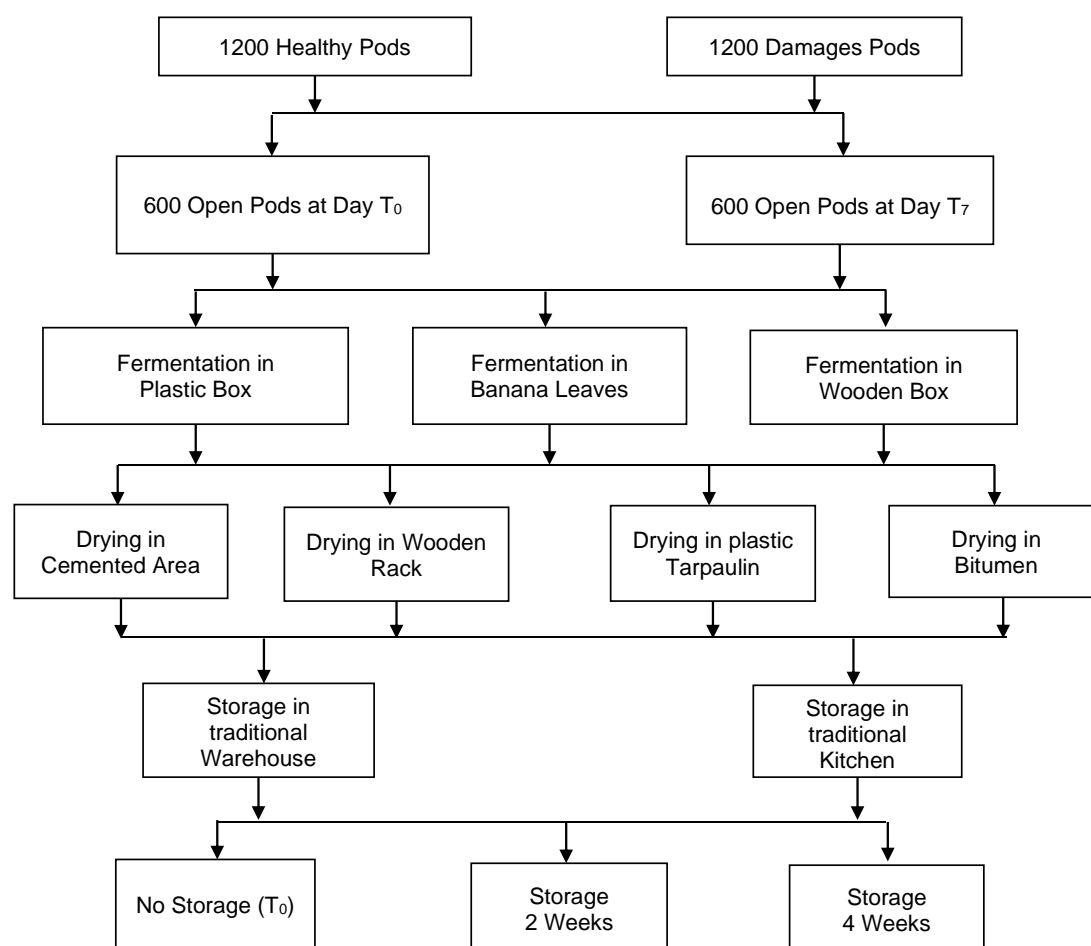 1200 Healthy Pods
1200 Damages Pods
600 Open Pods at Day T₀
600 Open Pods at Day T₇
Fermentation in
Plastic Box
Fermentation in
Banana Leaves
Fermentation in
Wooden Box
Drying in
Cemented Area
Drying in Wooden
Rack
Drying in plastic
Tarpaulin
Drying in
Bitumen
Storage in
traditional
Warehouse
Storage in
traditional
Kitchen
No Storage (T₀)
Storage
2 Weeks
Storage
4 Weeks